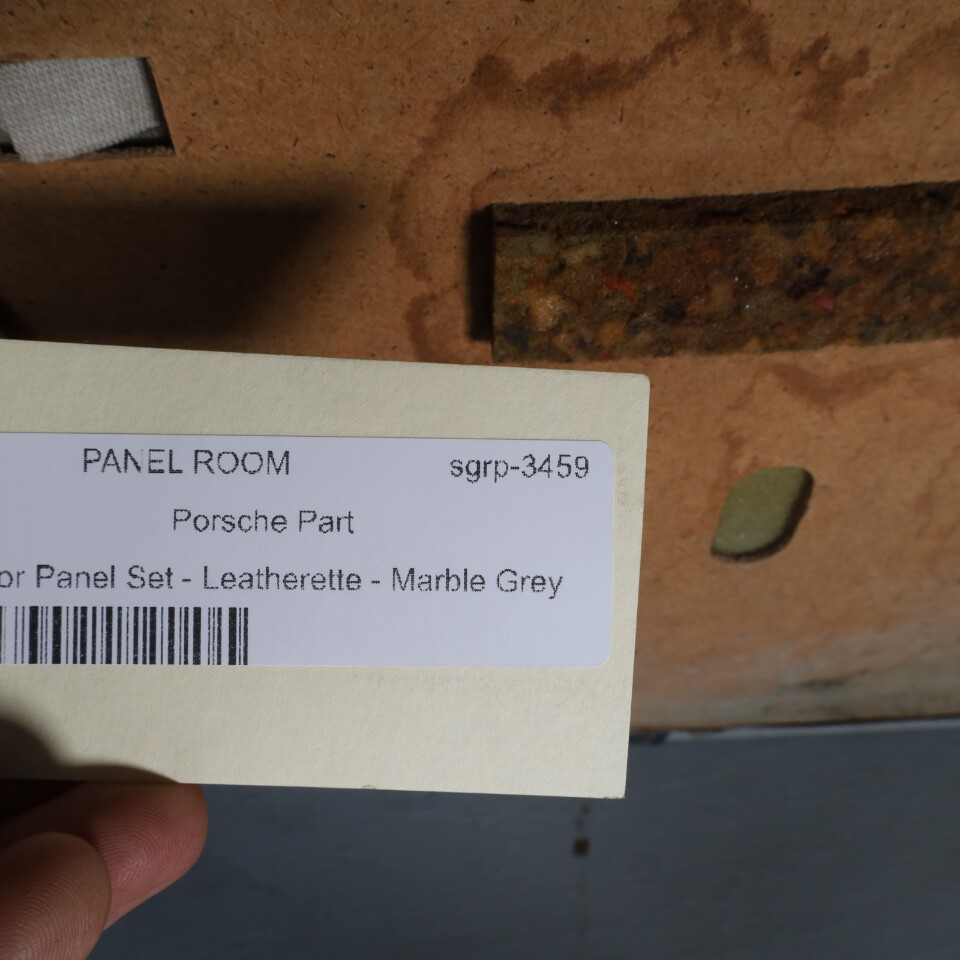 PANEL ROOM sgrp-3459
Porsche Part
or Panel Set - Leatherette - Marble Grey